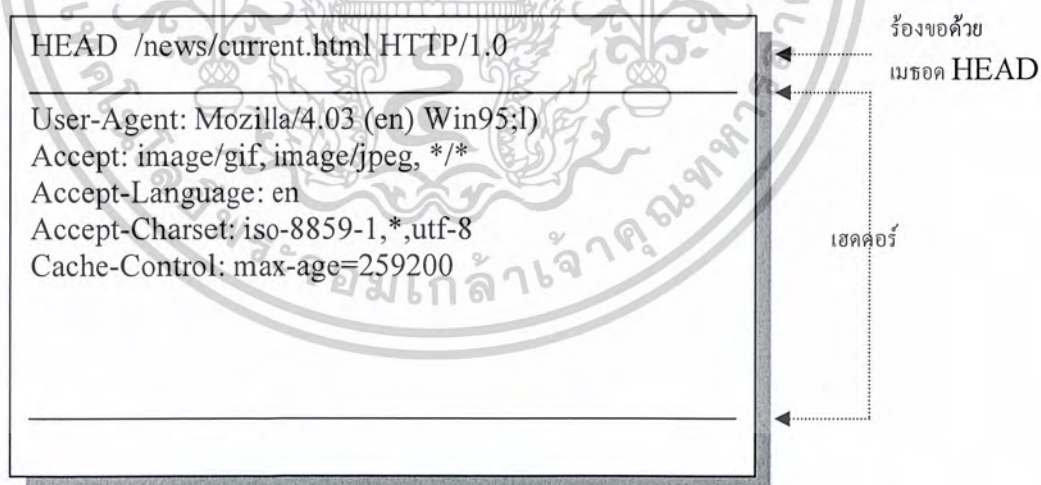 HEAD /news/current.html HTTP/1.0
ร้องขอด้วย
เมธอด HEAD
User-Agent: Mozilla/4.03 (en) Win95;l)
Accept: image/gif, image/jpeg, */*
Accept-Language: en
Accept-Charset: iso-8859-1,*,utf-8
Cache-Control: max-age=259200
เฮดเดอร์